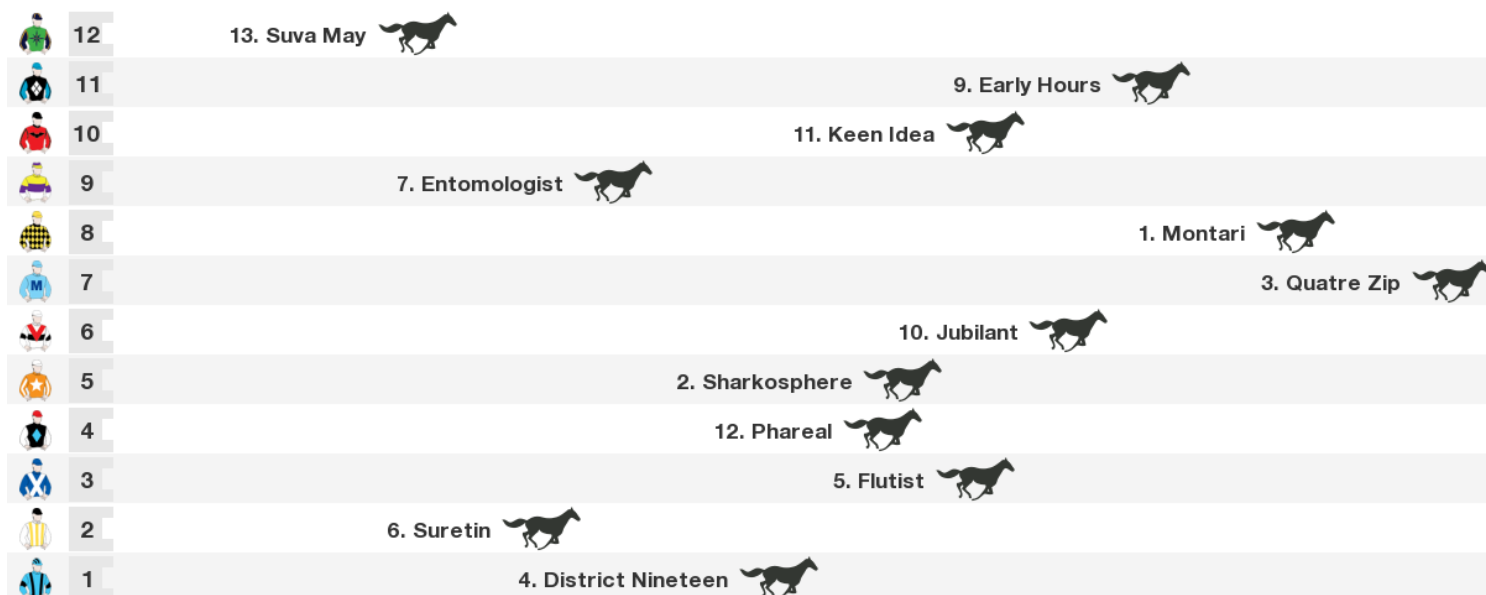 12 13. Suva May
11 9. Early Hours
10 11. Keen Idea
9 7. Entomologist
8 1. Montari
7 M 3. Quatre Zip
6 10. Jubilant
5 2. Sharkosphere
4 12. Phareal
3 5. Flutist
2 6. Suretin
1 4. District Nineteen